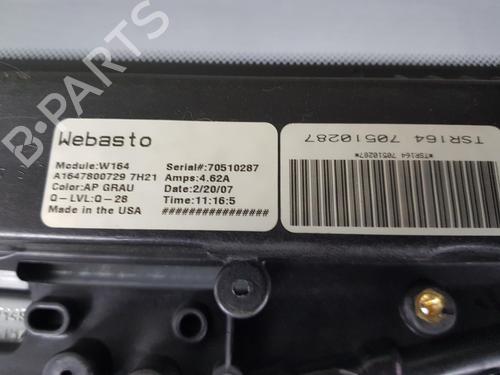 B-PARTS
Webasto
Module:W164 Serial#:70510287
A1647800729 7H21 Amps:4.62A
Color:AP GRAU Date:2/20/07
Q-LVL:Q-28 Time:11:16:5
Made in the USA ################
TSR164 70510287
*TSR164 70510287*